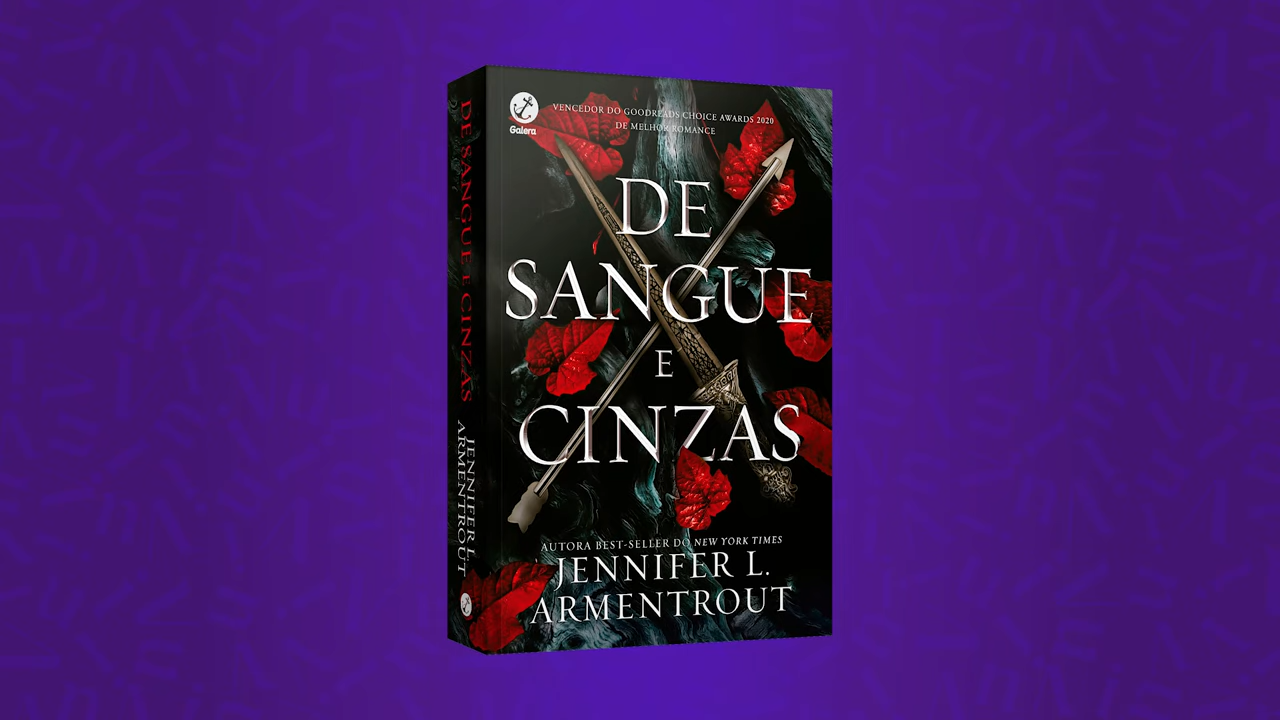 DE SANGUE E CINZAS
JENNIFER L.
ARMENTROUT
Galera
VENCEDOR DO GOODREADS CHOICE AWARDS 2020
DE MELHOR ROMANCE
DE
SANGUE
E
CINZAS
AUTORA BEST-SELLER DO NEW YORK TIMES
JENNIFER L.
ARMENTROUT